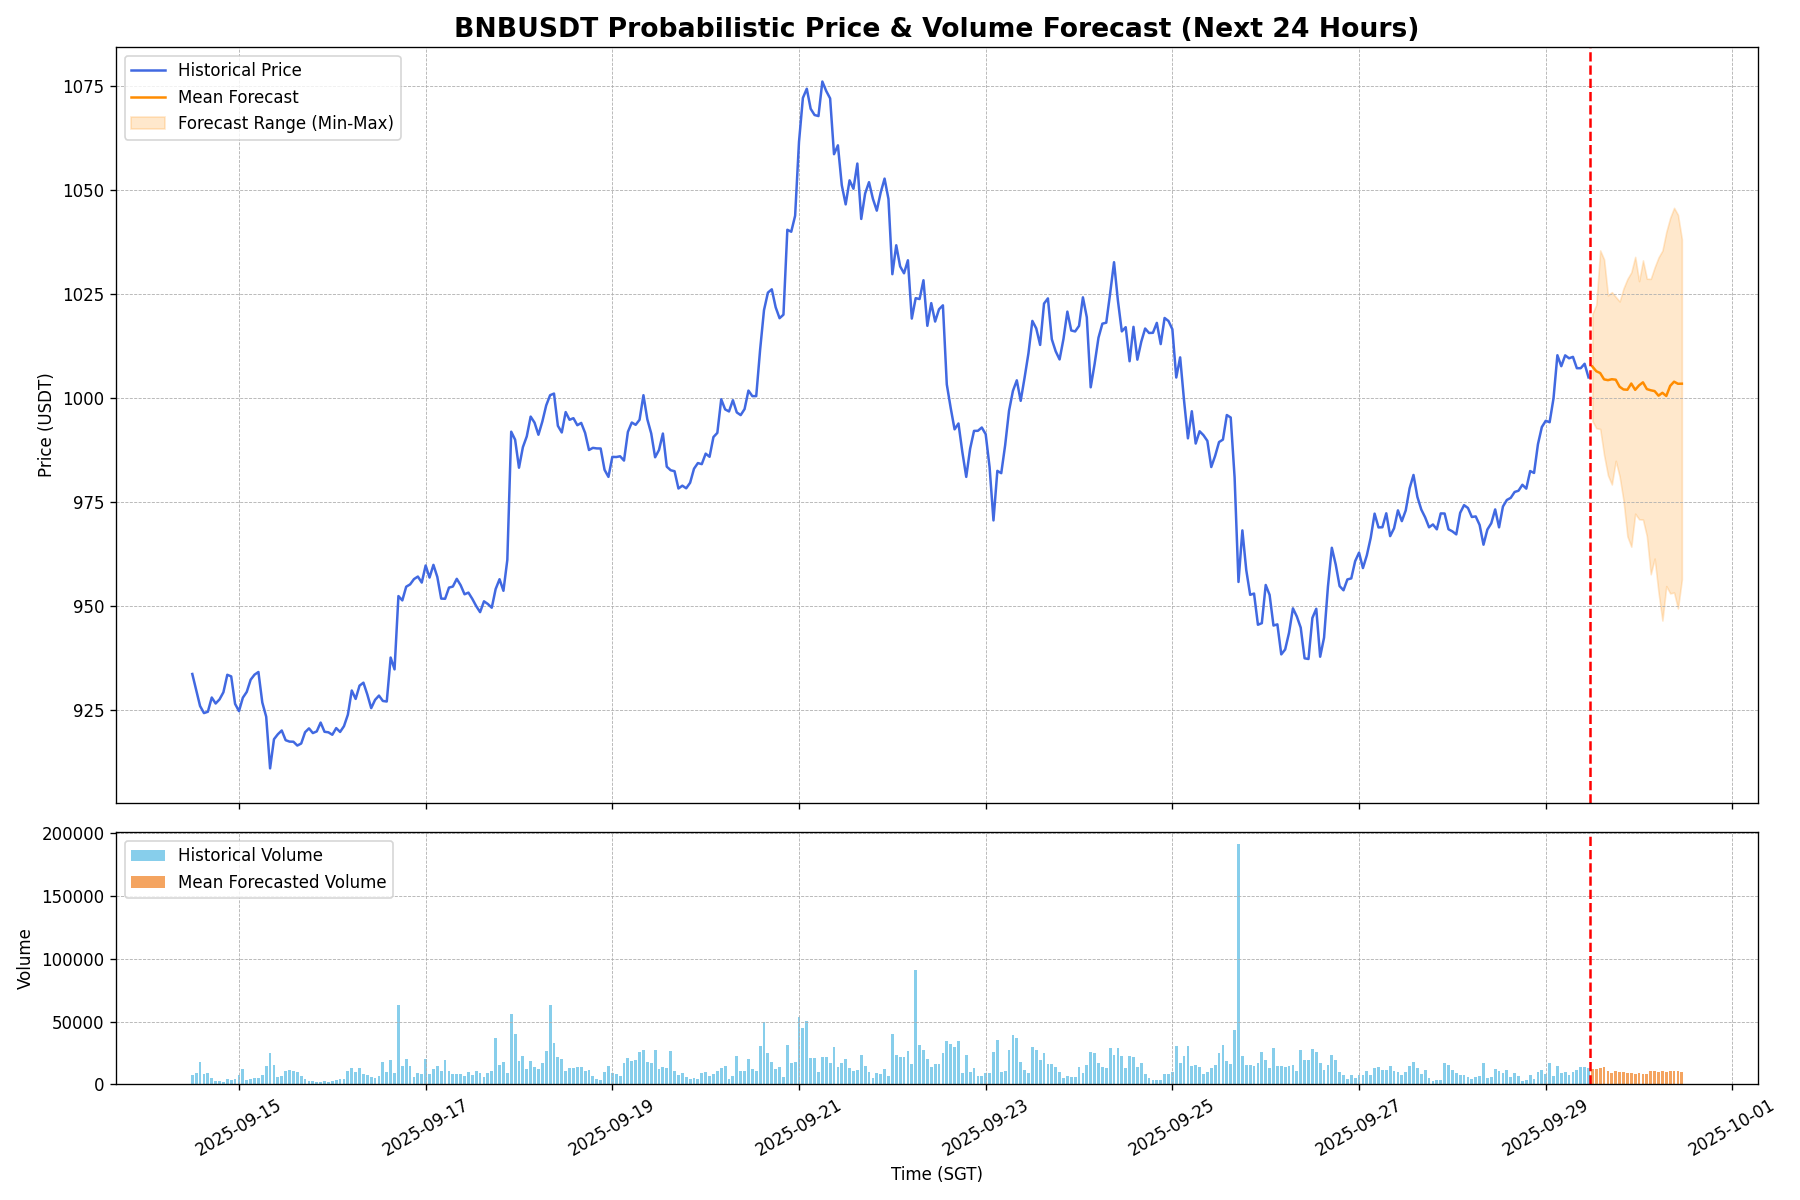 BNBUSDT Probabilistic Price & Volume Forecast (Next 24 Hours)
Historical Price
Mean Forecast
Forecast Range (Min-Max)
Price (USDT)
1075
1050
1025
1000
975
950
925
Historical Volume
Mean Forecasted Volume
Volume
200000
150000
100000
50000
0
2025-09-15
2025-09-17
2025-09-19
2025-09-21
2025-09-23
2025-09-25
2025-09-27
2025-09-29
2025-10-01
Time (SGT)